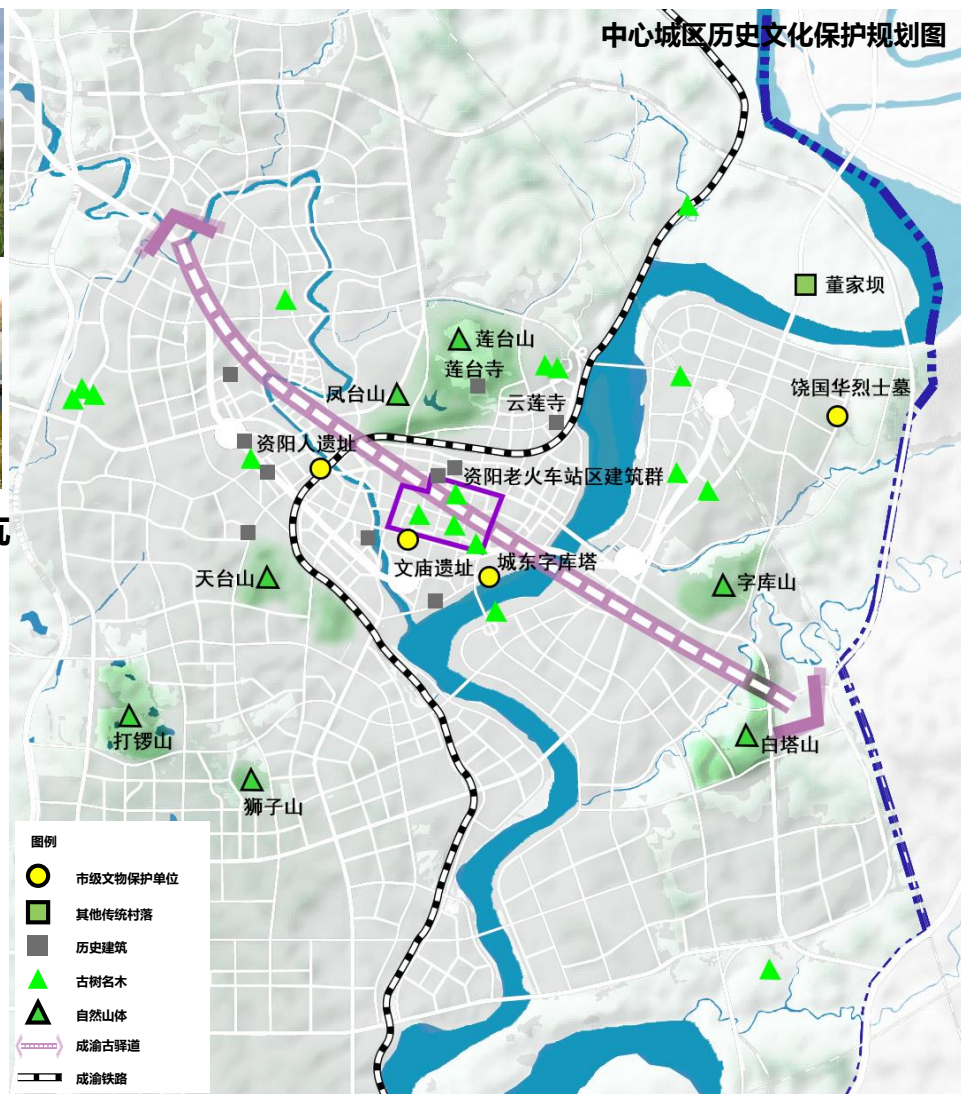 中心城区历史文化保护规划图
董家坝
莲台山
莲台寺
凤台山
云莲寺
饶国华烈士墓
资阳人遗址
资阳老火车站区建筑群
文庙遗址
城东字库塔
天台山
字库山
打锣山
白塔山
狮子山
图例
市级文物保护单位
其他传统村落
历史建筑
古树名木
自然山体
成渝古驿道
成渝铁路